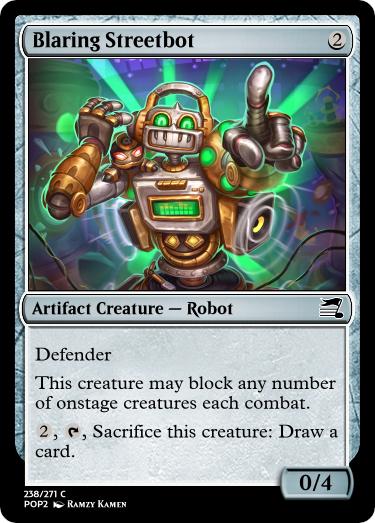 Blaring Streetbot 2
Artifact Creature — Robot
Defender
This creature may block any number
of onstage creatures each combat.
2, T, Sacrifice this creature: Draw a
card.
0/4
238/271 C
POP2 Ramzy Kamen